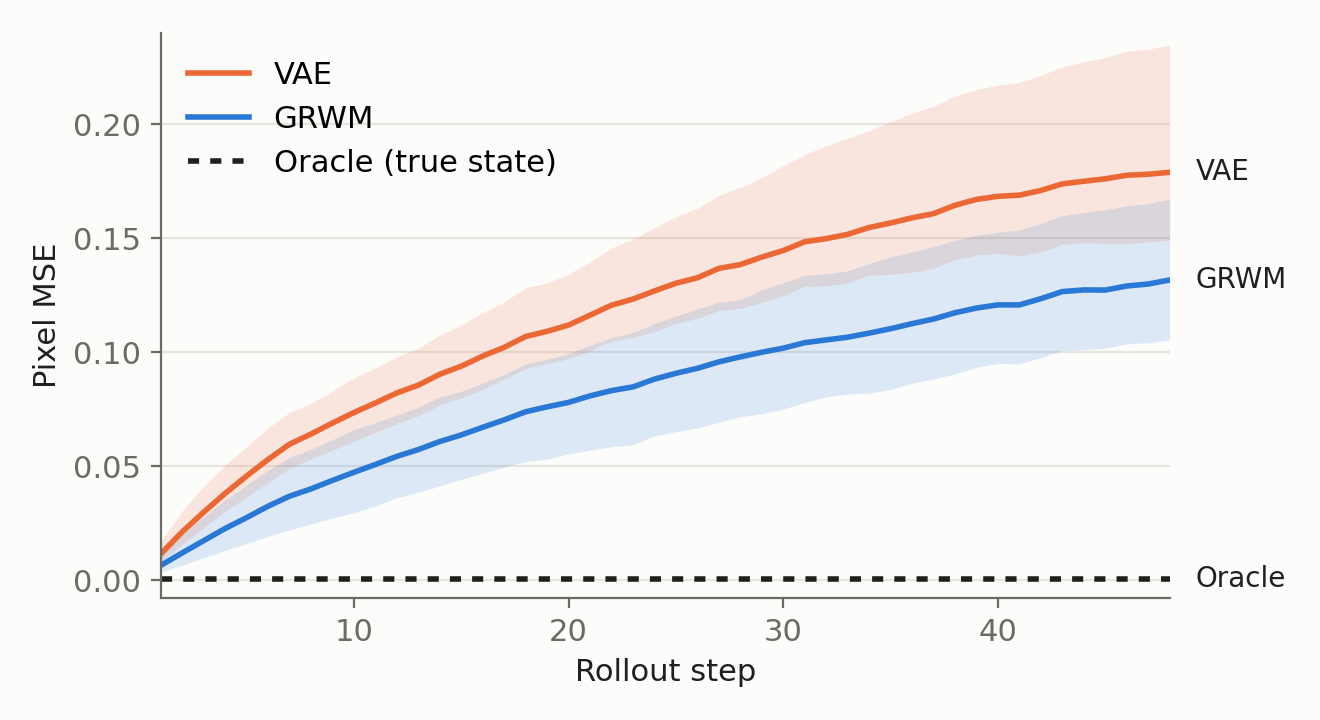 VAE
GRWM
Oracle (true state)
0.20
0.15
0.10
0.05
0.00
Pixel MSE
10 20 30 40
Rollout step
VAE
GRWM
Oracle